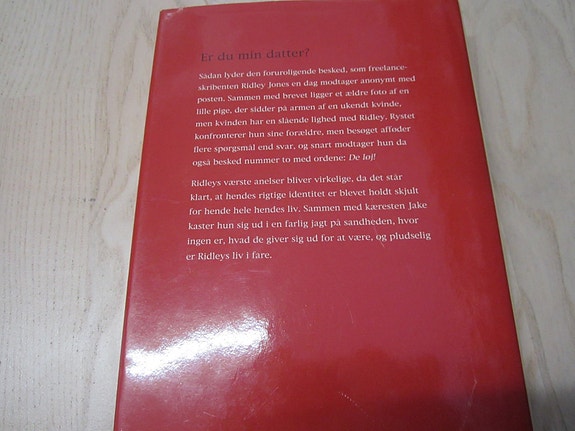 Er du min datter?
Sådan lyder den foruroligende besked, som freelance-
skribenten Ridley Jones en dag modtager anonymt med
posten. Sammen med brevet ligger et ældre foto af en
lille pige, der sidder på armen af en ukendt kvinde,
men kvinden har en slående lighed med Ridley. Rystet
konfronterer hun sine forældre, men besøget afføder
flere spørgsmål end svar, og snart modtager hun da
også besked nummer to med ordene: De løj!
Ridleys værste anelser bliver virkelige, da det står
klart, at hendes rigtige identitet er blevet holdt skjult
for hende hele hendes liv. Sammen med kæresten Jake
kaster hun sig ud i en farlig jagt på sandheden, hvor
ingen er, hvad de giver sig ud for at være, og pludselig
er Ridleys liv i fare.